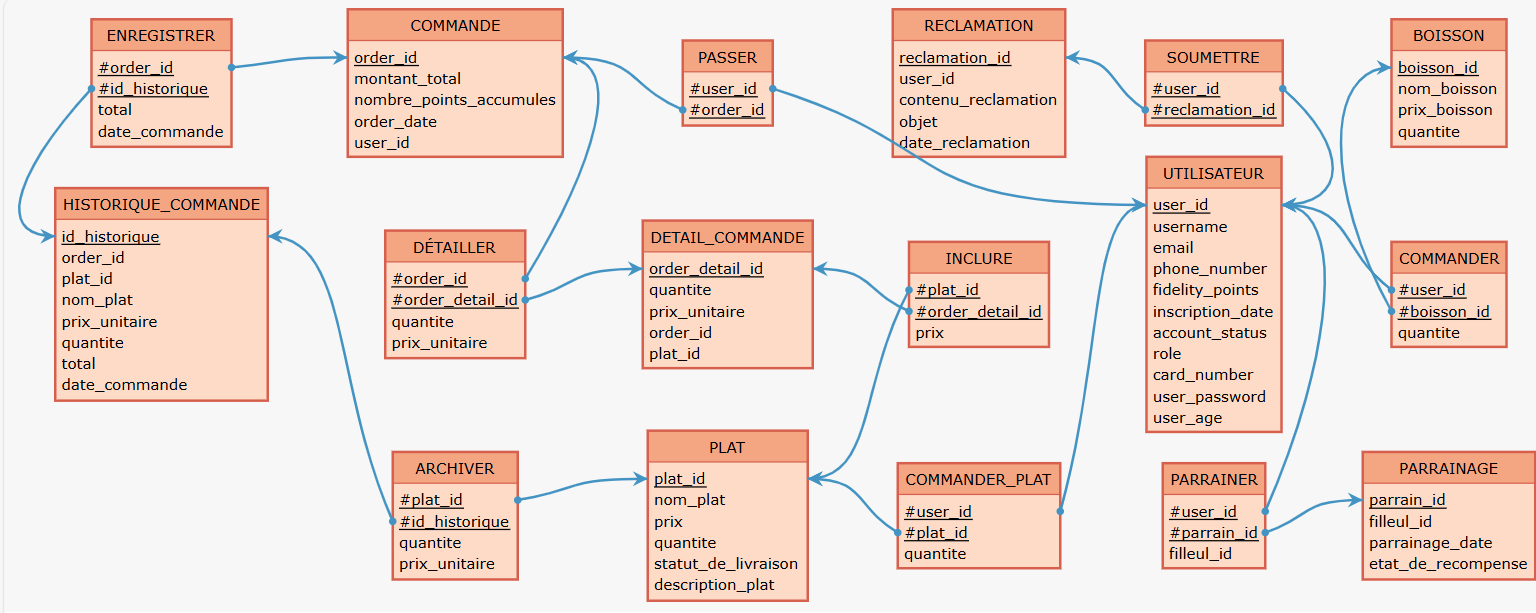 ENREGISTRER
#order_id
#id_historique
total
date_commande
COMMANDE
order_id
montant_total
nombre_points_accumules
order_date
user_id
PASSER
#user_id
#order_id
RECLAMATION
reclamation_id
user_id
contenu_reclamation
objet
date_reclamation
SOUMETTRE
#user_id
#reclamation_id
BOISSON
boisson_id
nom_boisson
prix_boisson
quantite
HISTORIQUE_COMMANDE
id_historique
order_id
plat_id
nom_plat
prix_unitaire
quantite
total
date_commande
DÉTAILLER
#order_id
#order_detail_id
quantite
prix_unitaire
DETAIL_COMMANDE
order_detail_id
quantite
prix_unitaire
order_id
plat_id
INCLURE
#plat_id
#order_detail_id
prix
UTILISATEUR
user_id
username
email
phone_number
fidelity_points
inscription_date
account_status
role
card_number
user_password
user_age
COMMANDER
#user_id
#boisson_id
quantite
ARCHIVER
#plat_id
#id_historique
quantite
prix_unitaire
PLAT
plat_id
nom_plat
prix
quantite
statut_de_livraison
description_plat
COMMANDER_PLAT
#user_id
#plat_id
quantite
PARRAINER
#user_id
#parrain_id
filleul_id
PARRAINAGE
parrain_id
filleul_id
parrainage_date
etat_de_recompense